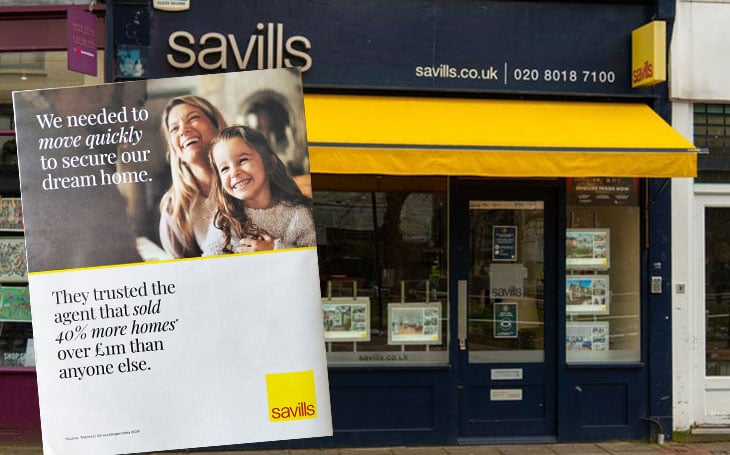 savills
savills.co.uk | 020 8018 7100
savills
We needed to
move quickly
to secure our
dream home.
They trusted the
agent that sold
40% more homes*
over £1m than
anyone else.
savills
savills
savills.co.uk